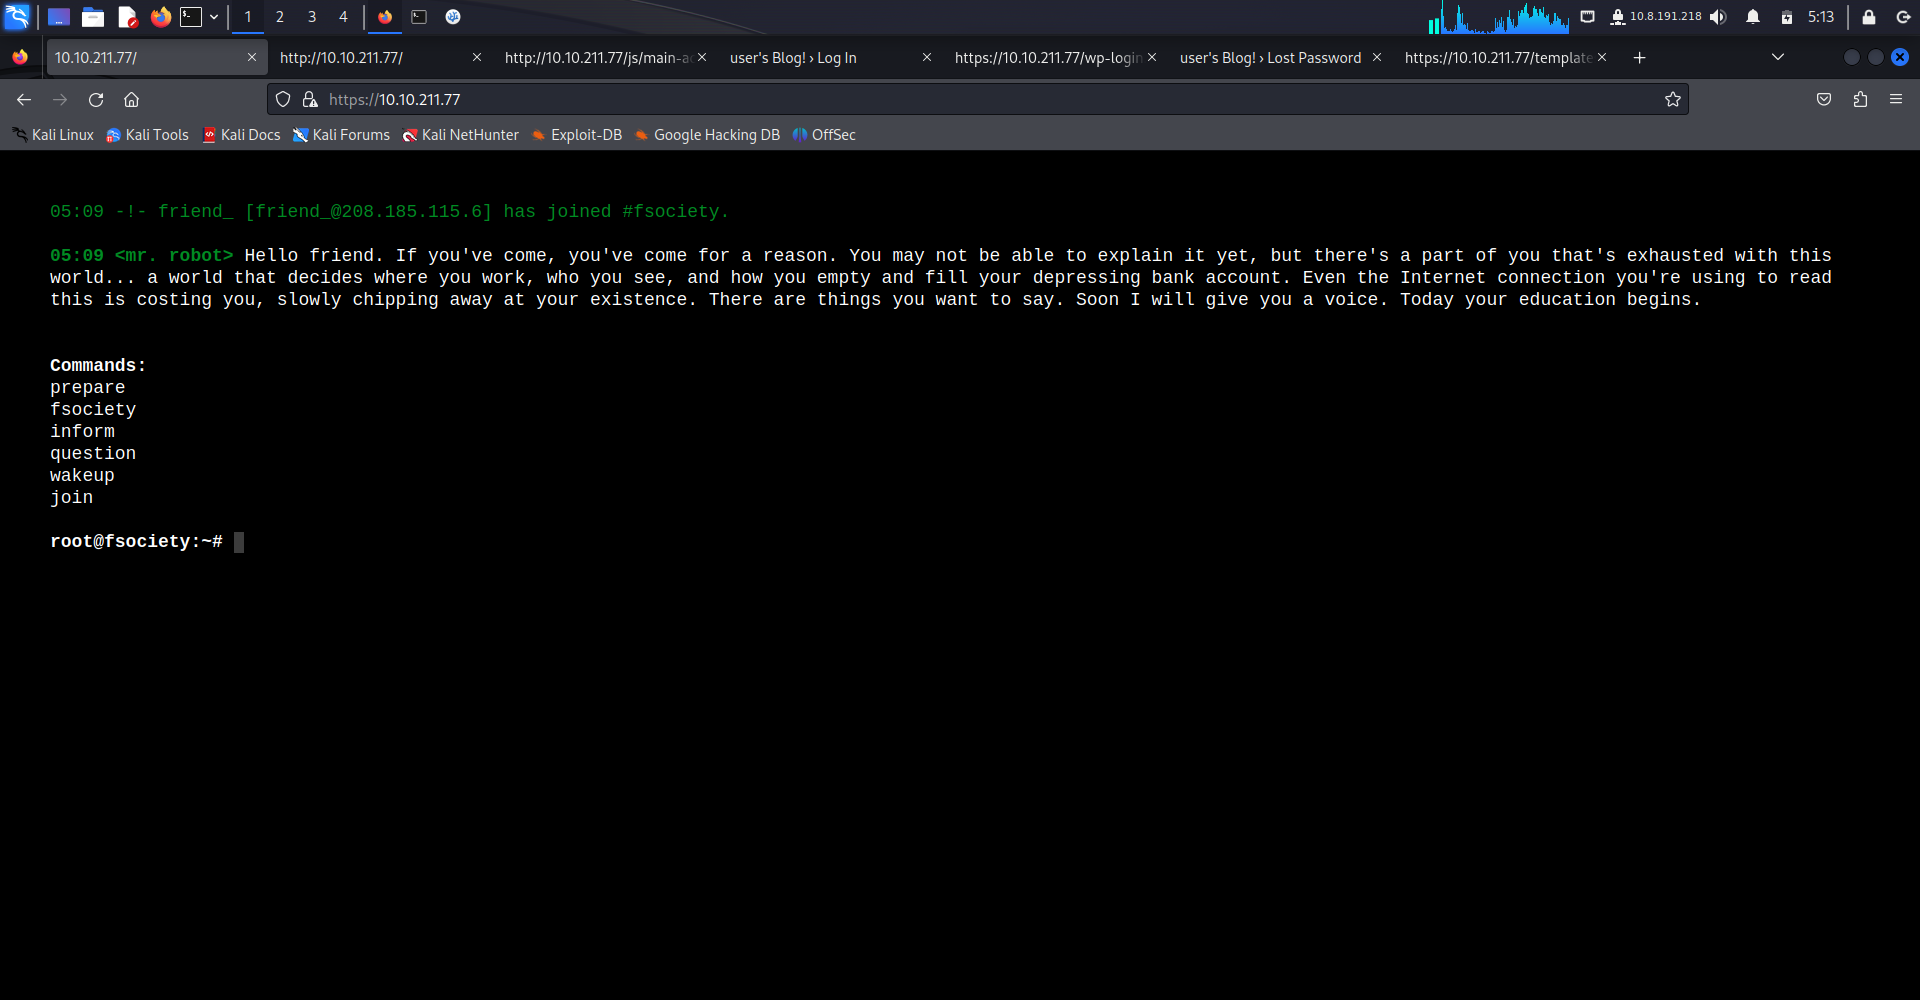 1 2 3 4 10.8.191.218 5:13
10.10.211.77/ http://10.10.211.77/ http://10.10.211.77/js/main-a user's Blog! › Log In https://10.10.211.77/wp-login user's Blog! › Lost Password https://10.10.211.77/template
https://10.10.211.77
Kali Linux Kali Tools Kali Docs Kali Forums Kali NetHunter Exploit-DB Google Hacking DB OffSec
05:09 -!- friend_ [friend_@208.185.115.6] has joined #fsociety.
05:09 <mr. robot> Hello friend. If you've come, you've come for a reason. You may not be able to explain it yet, but there's a part of you that's exhausted with this
world... a world that decides where you work, who you see, and how you empty and fill your depressing bank account. Even the Internet connection you're using to read
this is costing you, slowly chipping away at your existence. There are things you want to say. Soon I will give you a voice. Today your education begins.
Commands:
prepare
fsociety
inform
question
wakeup
join
root@fsociety:~#